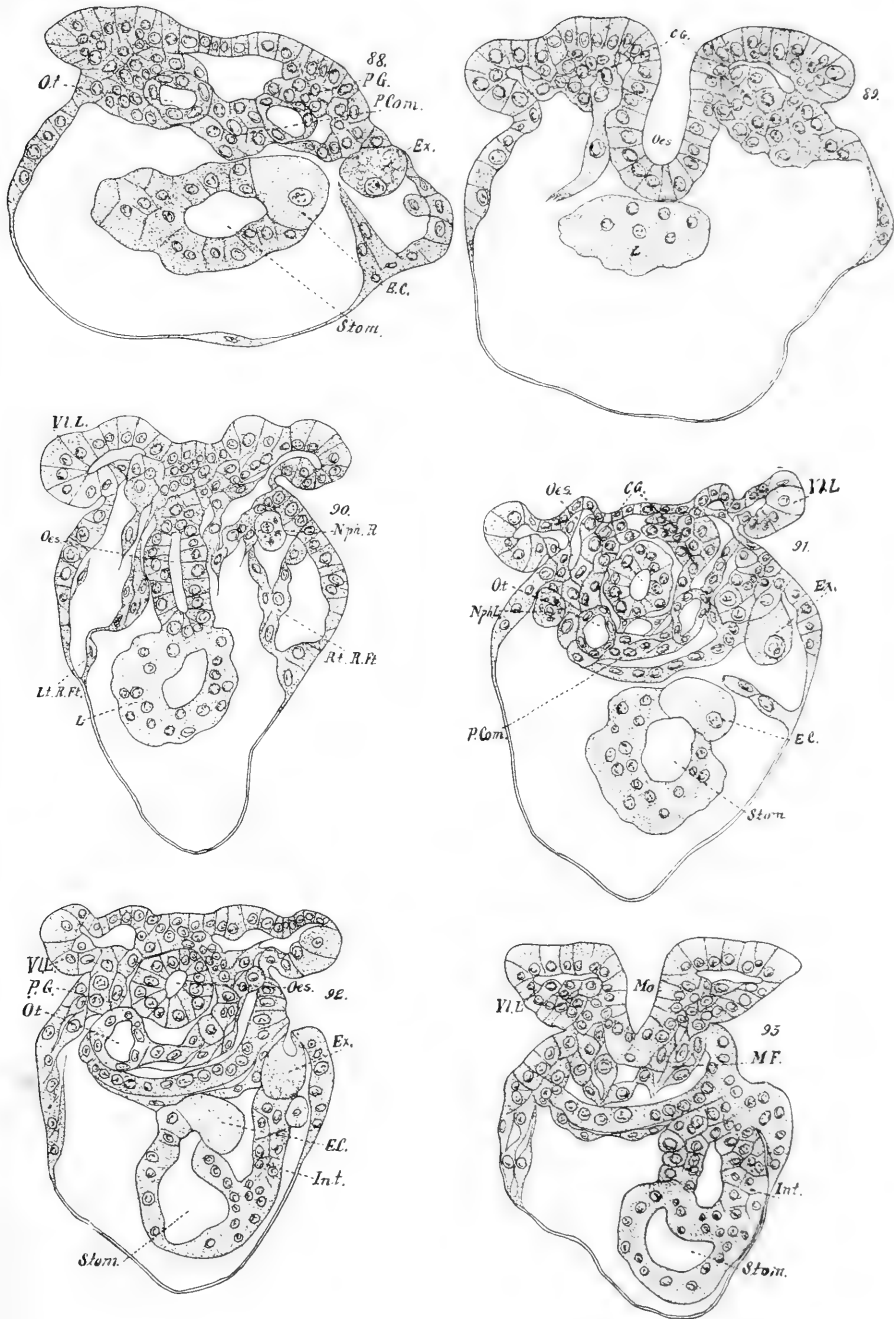 88.
P.G.
P.Com.
Ot
Ex.
E.C.
Stom.
C.G.
89.
Oes
L
Vl.L.
90.
Oes.
Nph.R
Rt.R.Ft
Lt.R.Ft.
L
Oes.
C.G.
Vl.L
91.
Ot
Ex.
Nph.L
P.Com.
E.C.
Stom
Vl.L.
P.G.
Oes.
92.
Ot
Ex.
E.C.
Int.
Stom.
Mo.
Vl.L
93
M.F.
Int.
Stom.